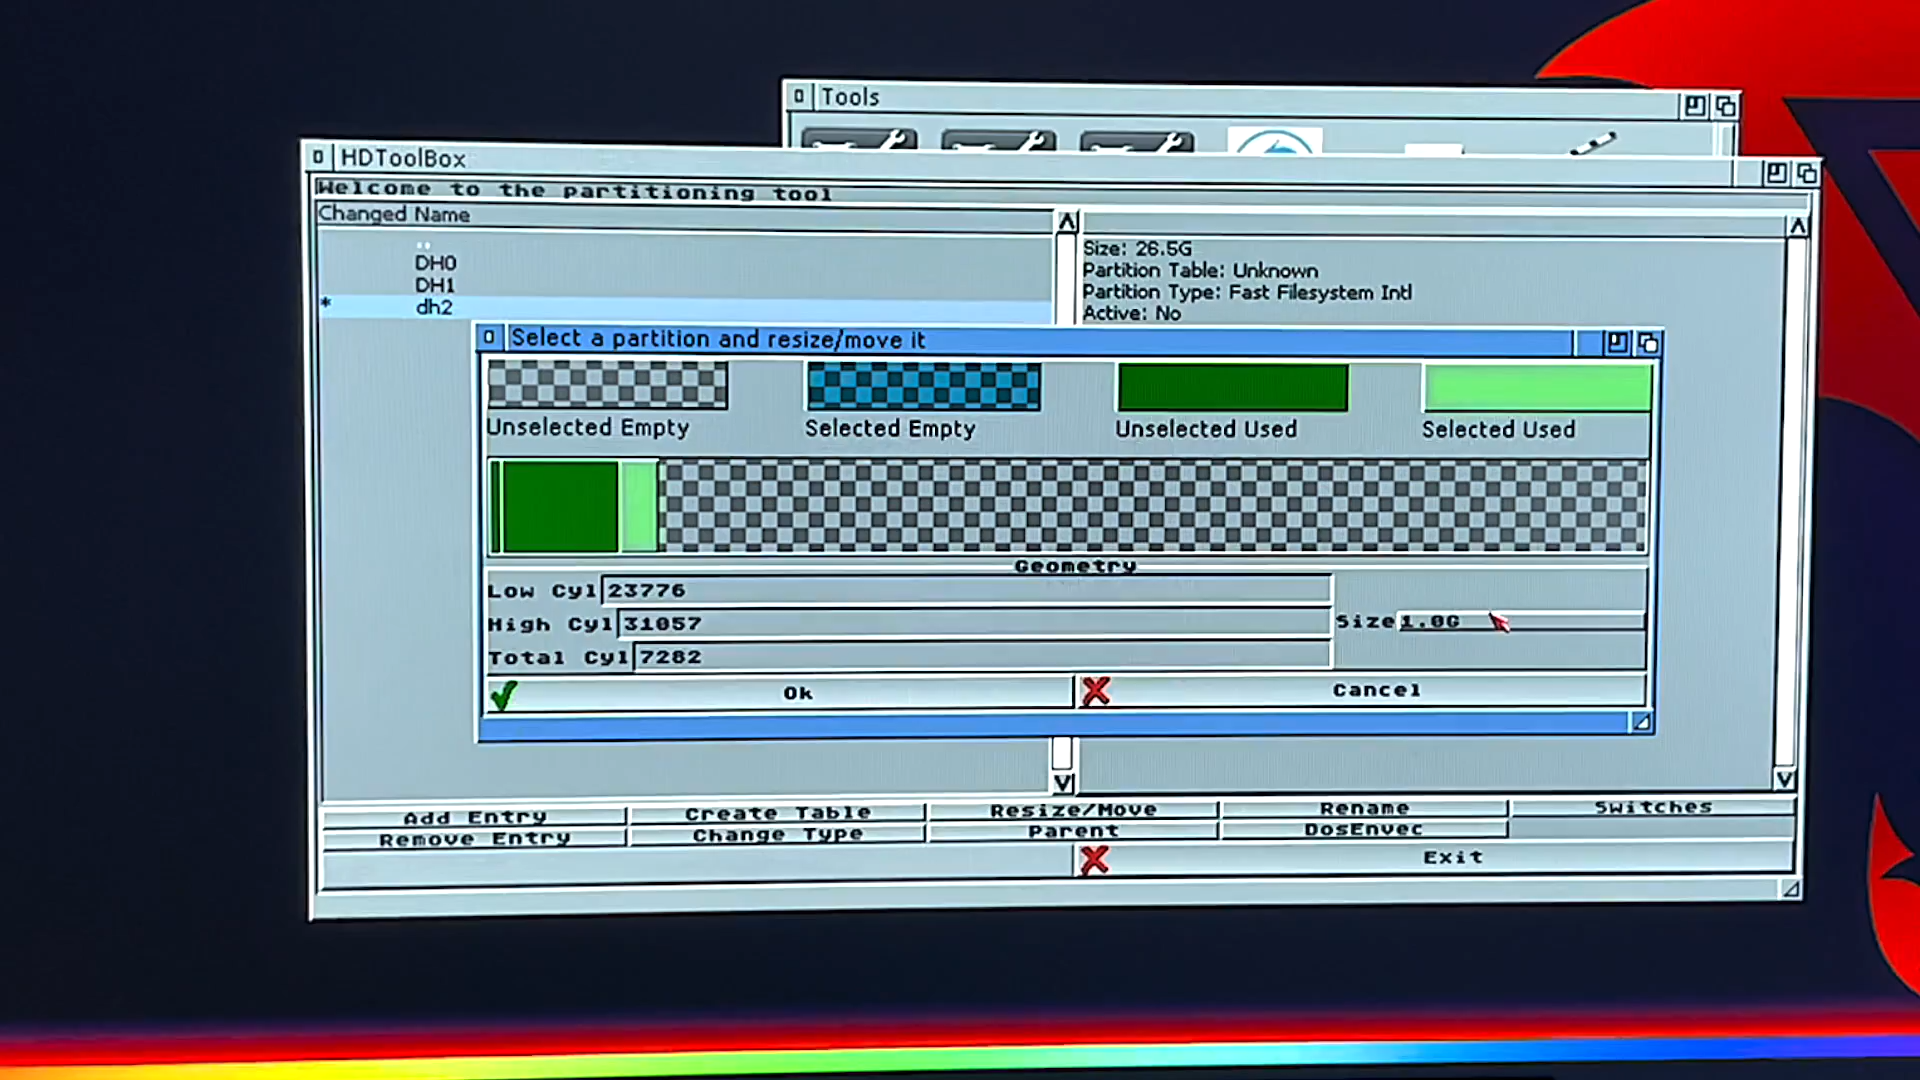 Tools
HDToolBox
Welcome to the partitioning tool
Changed Name
..
DH0
DH1
* dh2
Size: 26.5G
Partition Table: Unknown
Partition Type: Fast Filesystem Intl
Active: No
Select a partition and resize/move it
Unselected Empty
Selected Empty
Unselected Used
Selected Used
Geometry
Low Cyl 23776
High Cyl 31057
Total Cyl 7282
Size 1.0G
Ok
Cancel
Add Entry
Create Table
Resize/Move
Rename
Switches
Remove Entry
Change Type
Parent
DosEnvec
Exit